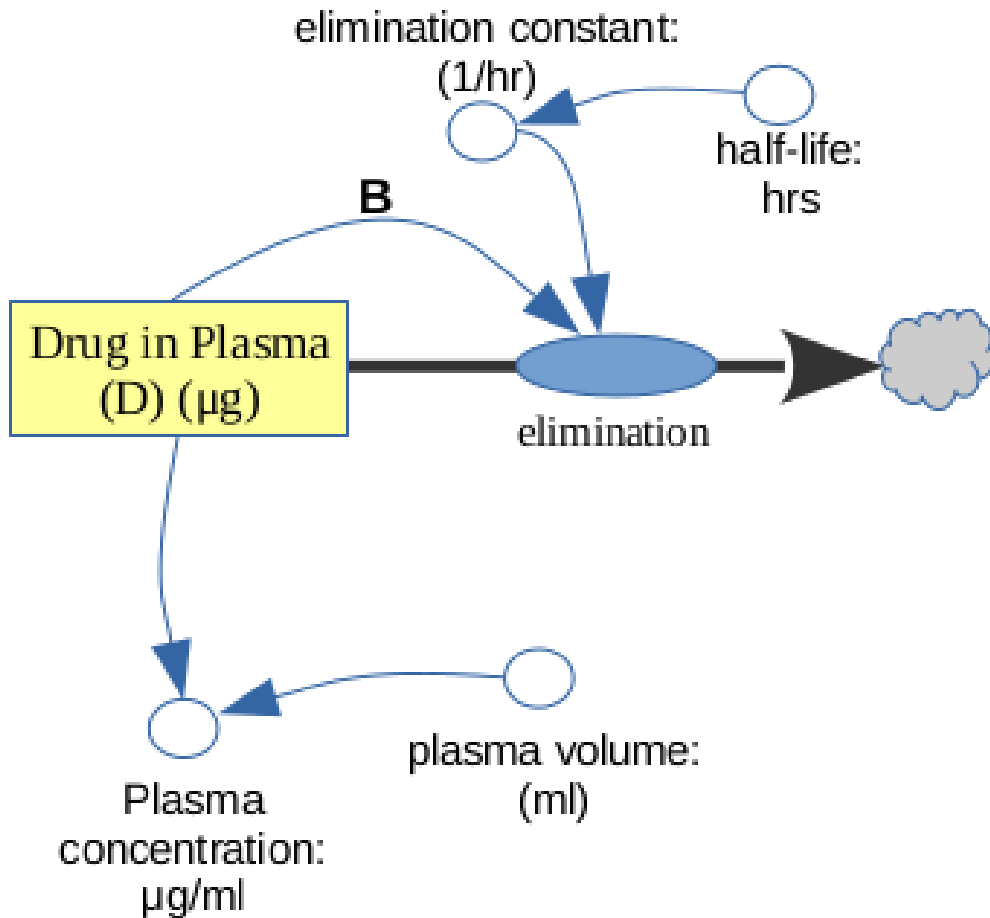 elimination constant:
(1/hr)
half-life:
hrs
B
Drug in Plasma
(D) (µg)
elimination
plasma volume:
(ml)
Plasma
concentration:
µg/ml